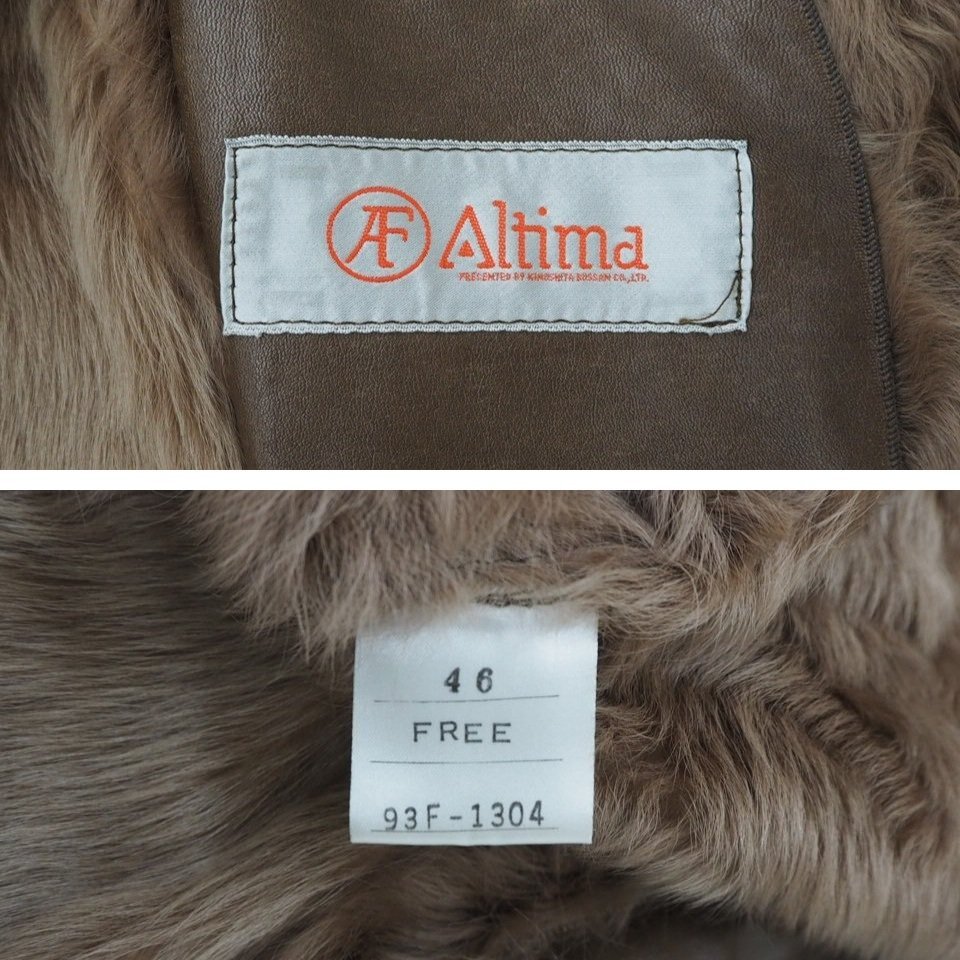 AF Altima
PRESENTED BY KINOSHITA BOSSAN CO.,LTD.
46
FREE
93F-1304